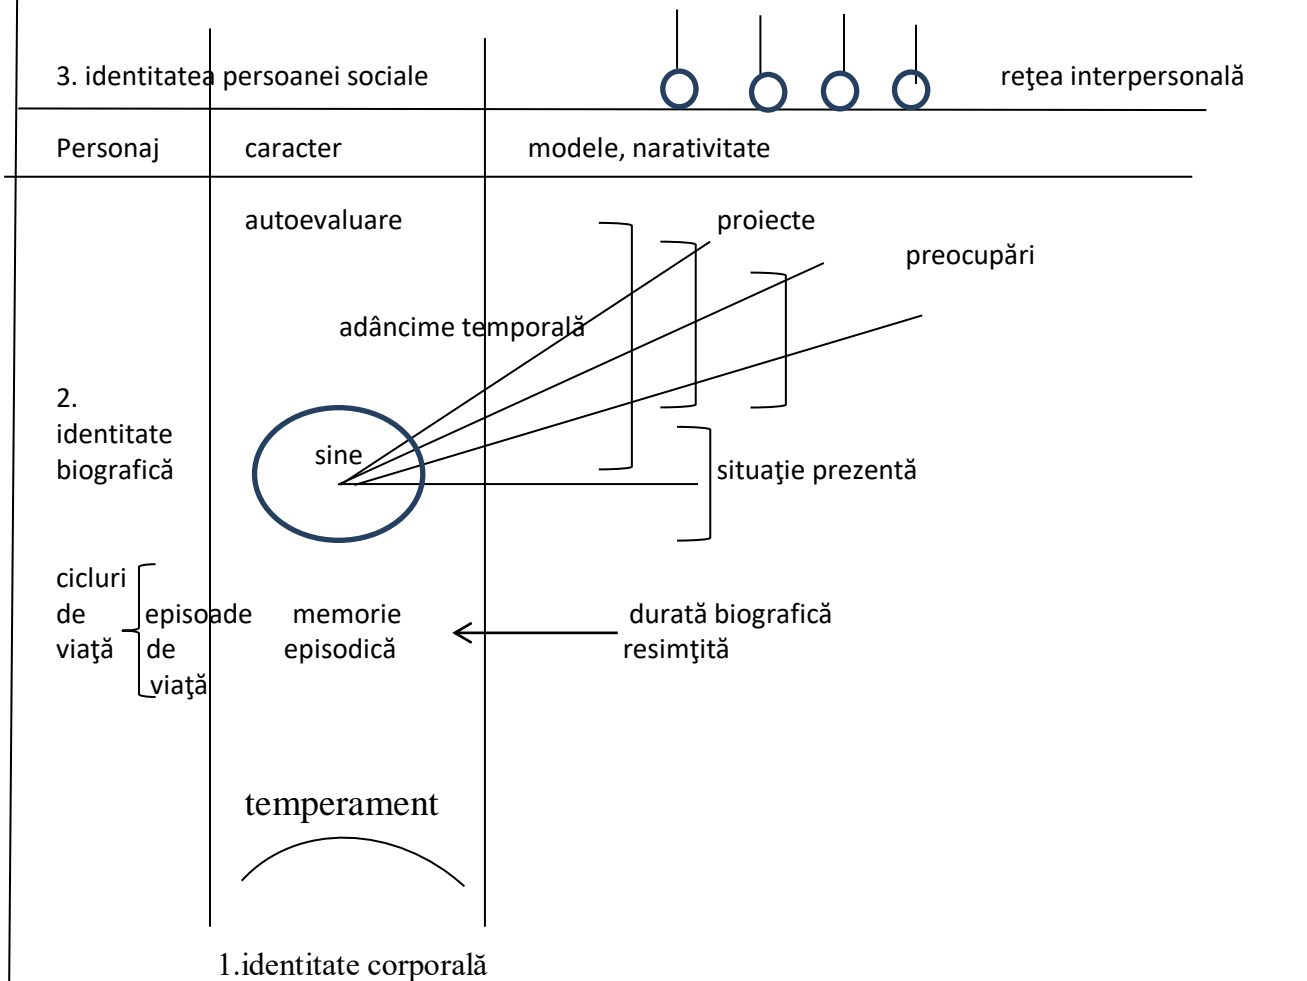 3. identitatea persoanei sociale
reţea interpersonală
Personaj
caracter
modele, narativitate
autoevaluare
proiecte
preocupări
adâncime temporală
2.
identitate
biografică
sine
situaţie prezentă
cicluri
de
viaţă
episoade
de
viaţă
memorie
episodică
durată biografică
resimţită
temperament
1.identitate corporală